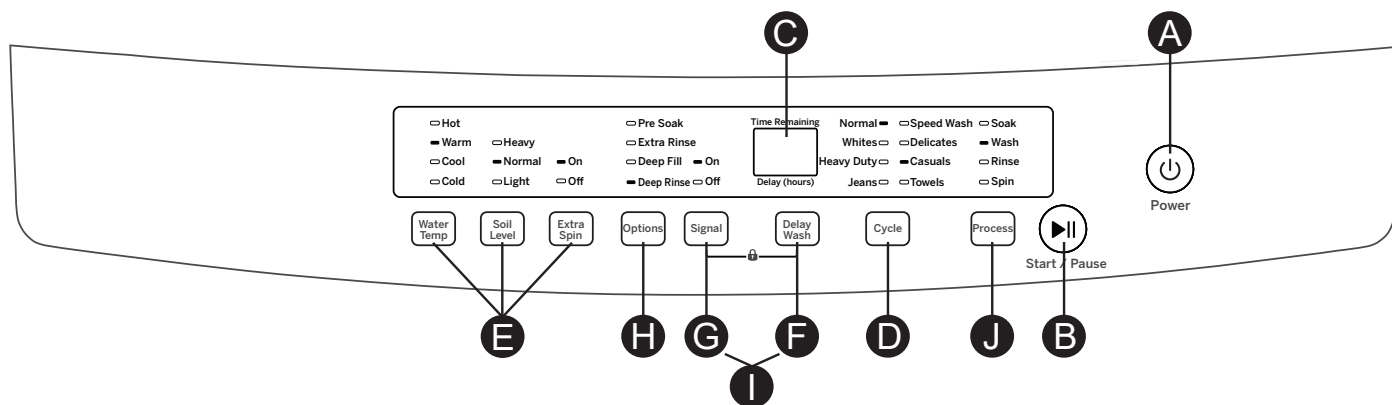 C
A
Hot
Pre Soak
Time Remaining
Normal
Speed Wash
Soak
Warm
Heavy
Extra Rinse
Whites
Delicates
Wash
Cool
Normal
On
Deep Fill
On
Heavy Duty
Casuals
Rinse
Cold
Light
Off
Deep Rinse
Off
Delay (hours)
Jeans
Towels
Spin
Power
Water
Temp
Soil
Level
Extra
Spin
Options
Signal
Delay
Wash
Cycle
Process
Start / Pause
E
H
G
F
D
J
B
I